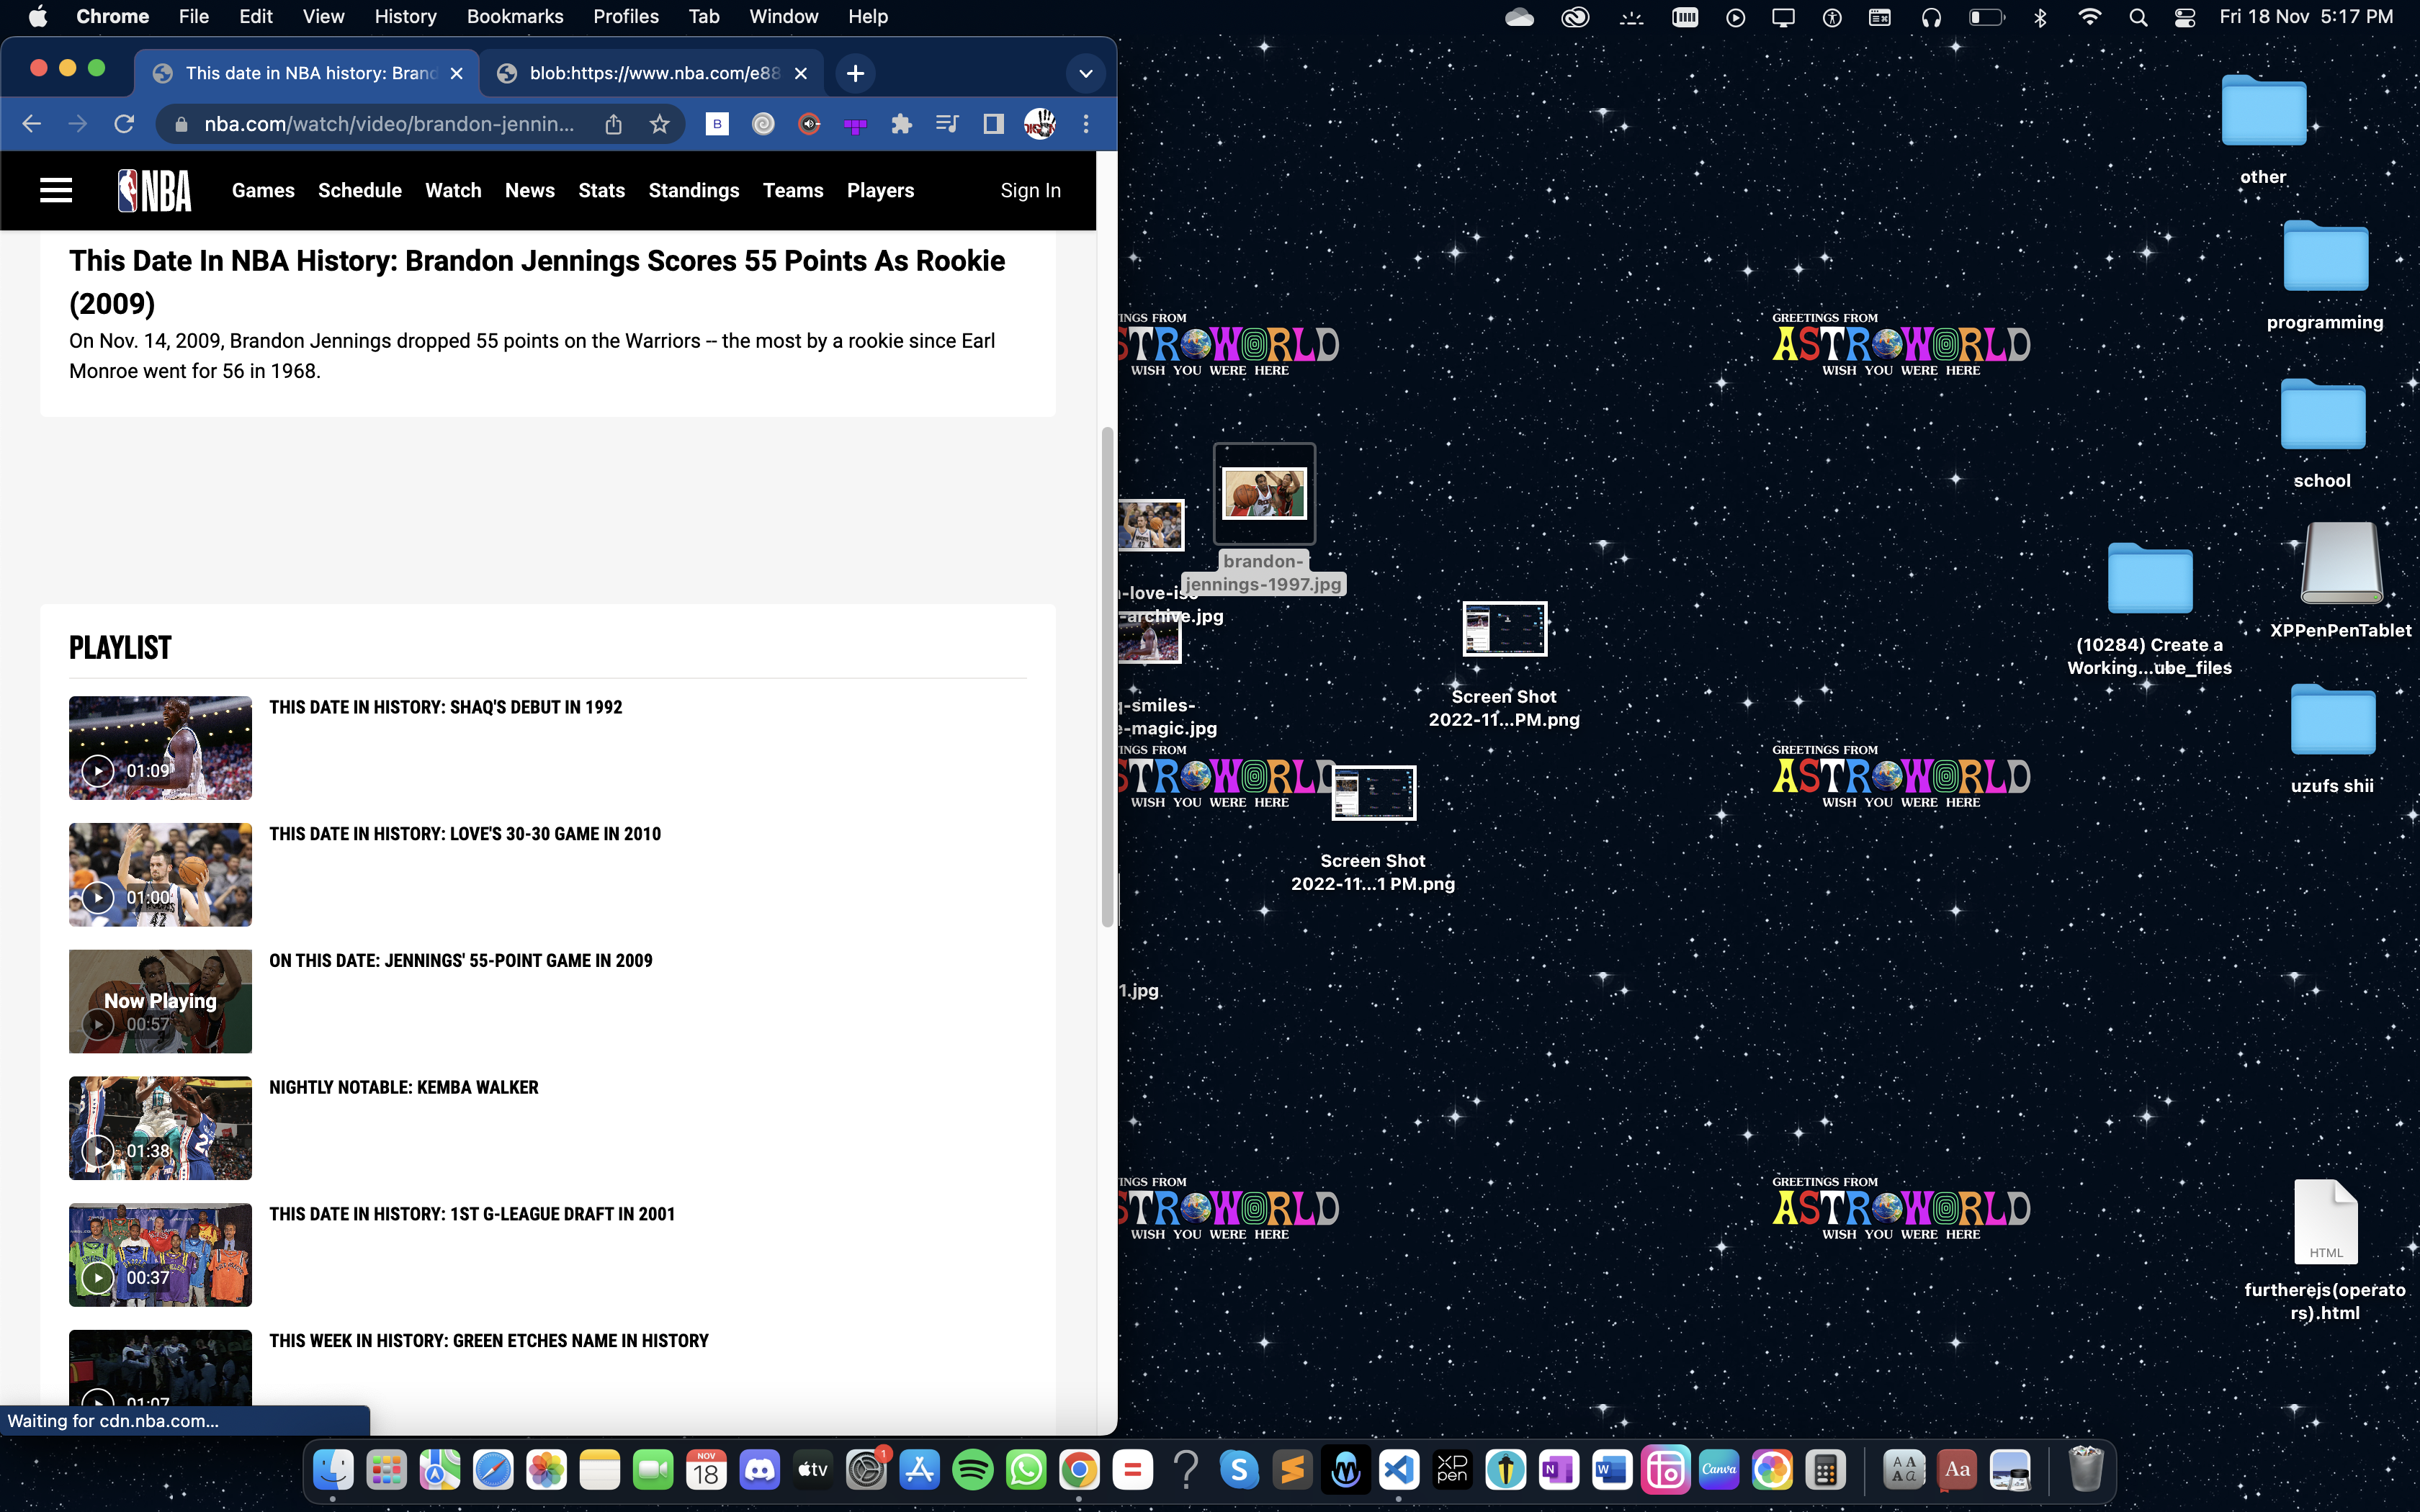 Chrome File Edit View History Bookmarks Profiles Tab Window Help
Fri 18 Nov 5:17 PM
This date in NBA history: Brand
blob:https://www.nba.com/e88
nba.com/watch/video/brandon-jennin...
NBA Games Schedule Watch News Stats Standings Teams Players Sign In
This Date In NBA History: Brandon Jennings Scores 55 Points As Rookie
(2009)
On Nov. 14, 2009, Brandon Jennings dropped 55 points on the Warriors -- the most by a rookie since Earl
Monroe went for 56 in 1968.
PLAYLIST
THIS DATE IN HISTORY: SHAQ'S DEBUT IN 1992
01:09
THIS DATE IN HISTORY: LOVE'S 30-30 GAME IN 2010
01:00
ON THIS DATE: JENNINGS' 55-POINT GAME IN 2009
Now Playing
00:57
NIGHTLY NOTABLE: KEMBA WALKER
01:38
THIS DATE IN HISTORY: 1ST G-LEAGUE DRAFT IN 2001
00:37
THIS WEEK IN HISTORY: GREEN ETCHES NAME IN HISTORY
01:07
Waiting for cdn.nba.com...
INGS FROM
STROWORLD
WISH YOU WERE HERE
GREETINGS FROM
ASTROWORLD
WISH YOU WERE HERE
brandon-
jennings-1997.jpg
-love-iso
-archive.jpg
-smiles-
-magic.jpg
Screen Shot
2022-11...PM.png
INGS FROM
STROWORLD
WISH YOU WERE HERE
GREETINGS FROM
ASTROWORLD
WISH YOU WERE HERE
Screen Shot
2022-11...1 PM.png
1.jpg
INGS FROM
STROWORLD
WISH YOU WERE HERE
GREETINGS FROM
ASTROWORLD
WISH YOU WERE HERE
other
programming
school
(10284) Create a
Working...ube_files
XPPenPenTablet
uzufs shii
HTML
furtherejs(operato
rs).html
NOV
18
tv
1
XP
pen
N
W
Canva
A A
A a
Aa